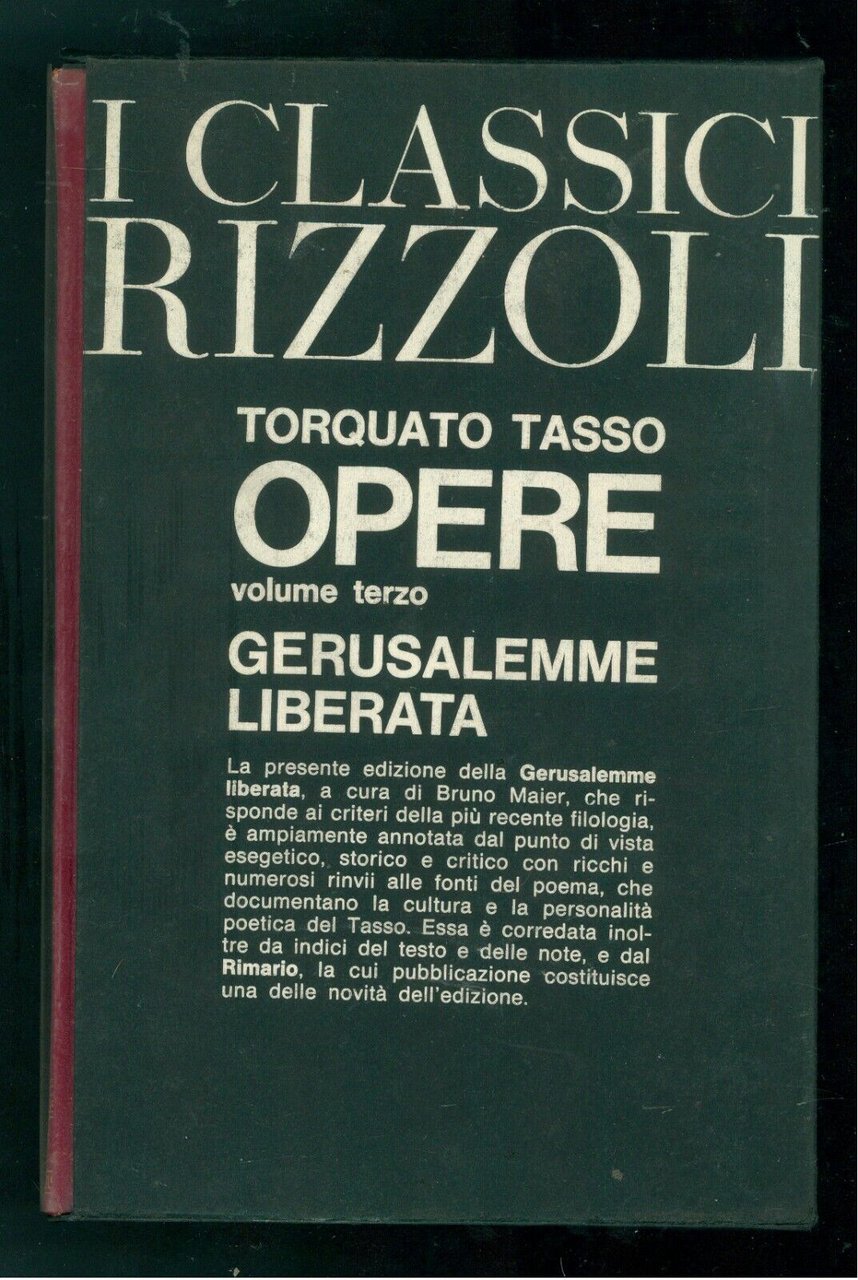 I CLASSICI
RIZZOLI
TORQUATO TASSO
OPERE
volume terzo
GERUSALEMME
LIBERATA
La presente edizione della Gerusalemme
liberata, a cura di Bruno Maier, che ri-
sponde ai criteri della più recente filologia,
è ampiamente annotata dal punto di vista
esegetico, storico e critico con ricchi e
numerosi rinvii alle fonti del poema, che
documentano la cultura e la personalità
poetica del Tasso. Essa è corredata inol-
tre da indici del testo e delle note, e dal
Rimario, la cui pubblicazione costituisce
una delle novità dell'edizione.